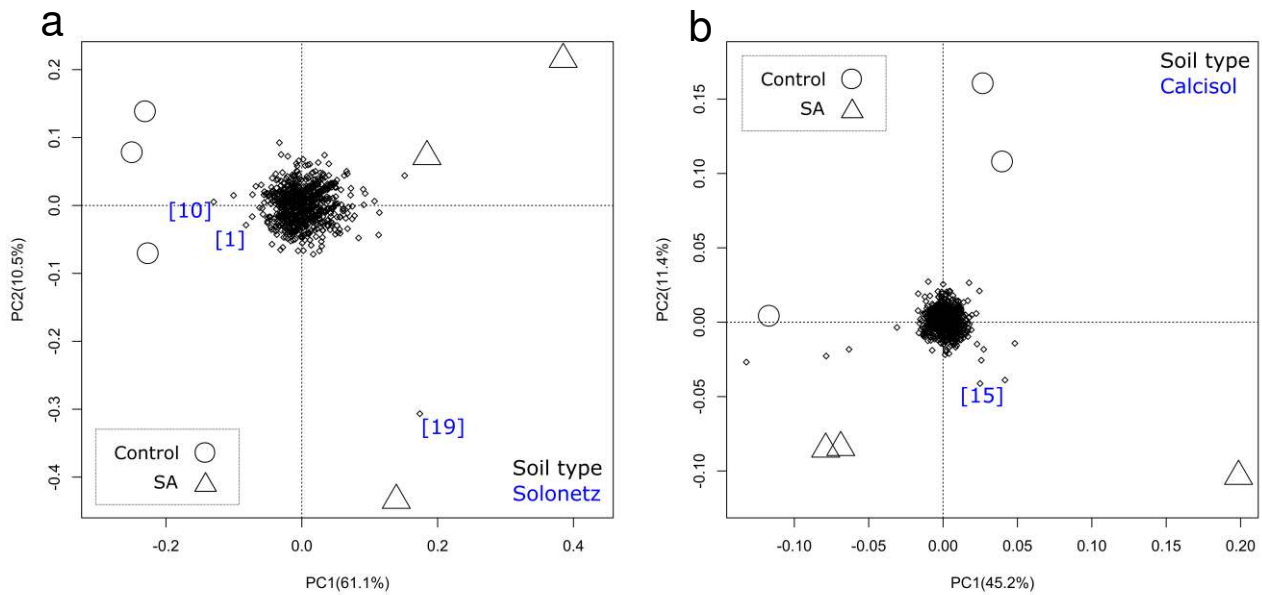 a
0.2
0.1
0.0
-0.1
-0.2
-0.3
-0.4
PC2(10.5%)
[10]
[1]
[19]
Control
SA
Soil type
Solonetz
-0.2
0.0
0.2
0.4
PC1(61.1%)
b
0.15
0.10
0.05
0.00
-0.05
-0.10
PC2(11.4%)
Control
SA
Soil type
Calcisol
[15]
-0.10
-0.05
0.00
0.05
0.10
0.15
0.20
PC1(45.2%)